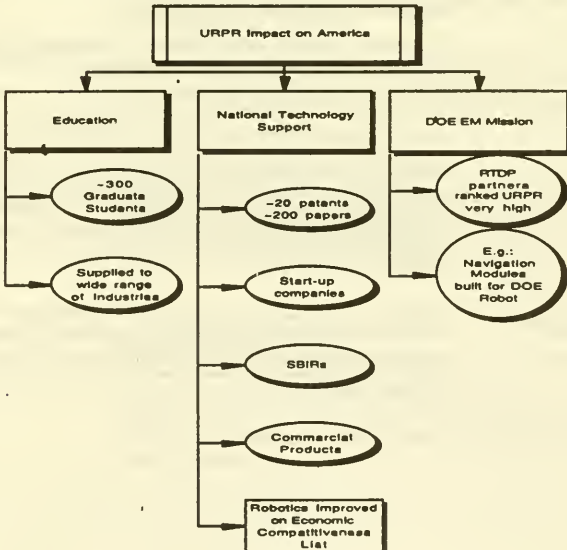 URPR Impact on America
Education
~300
Graduate
Students
Supplied to
wide range
of Industries
National Technology
Support
~20 patents
~200 papers
Start-up
companies
SBIRs
Commercial
Products
Robotics Improved
on Economic
Competitiveness
List
DOE EM Mission
RTDP
partners
ranked URPR
very high
E.g.:
Navigation
Modules
built for DOE
Robot